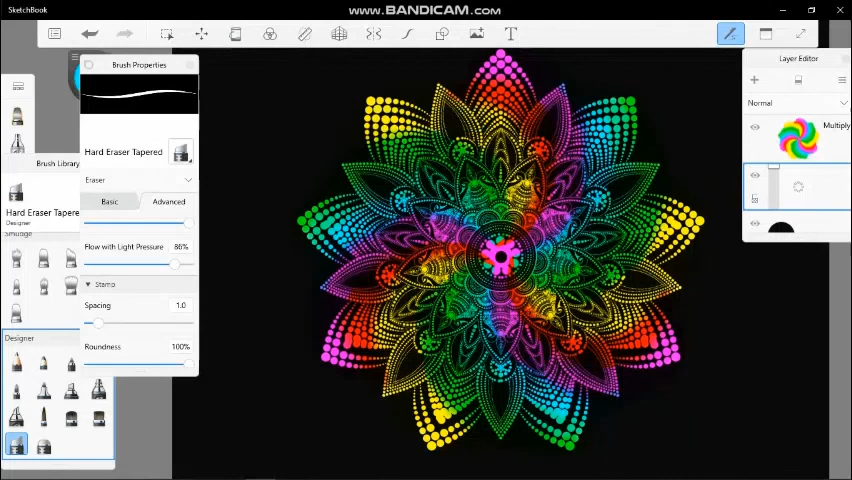 SketchBook
www.BANDICAM.com
T
Brush Properties
Hard Eraser Tapered
Eraser
Basic
Advanced
Flow with Light Pressure 86%
Stamp
Spacing 1.0
Roundness 100%
Brush Library
Hard Eraser Tapere
Designer
Smudge
Designer
Layer Editor
Normal
Multiply